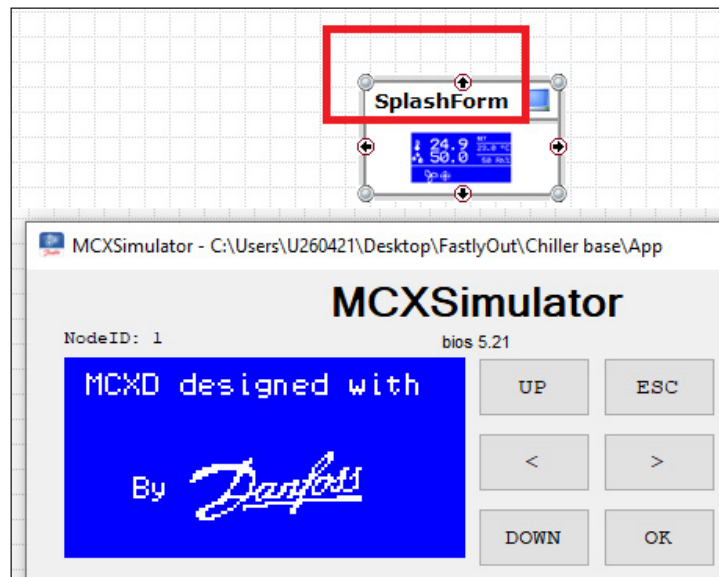 SplashForm
24.9
50.0
MCXSimulator - C:\Users\U260421\Desktop\FastlyOut\Chiller base\App
MCXSimulator
NodeID: 1
bios 5.21
MCXD designed with
By Danfoss
UP ESC
< >
DOWN OK